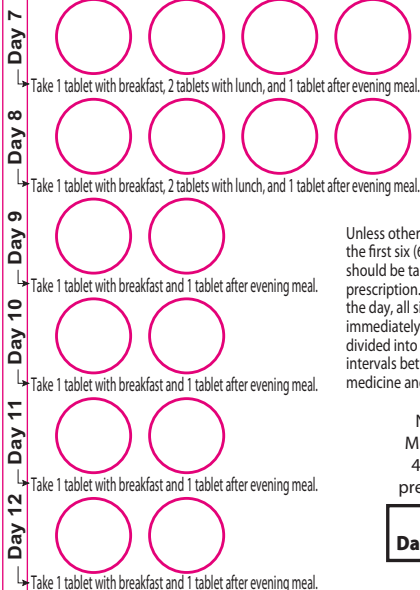 Day 7
Take 1 tablet with breakfast, 2 tablets with lunch, and 1 tablet after evening meal.
Day 8
Take 1 tablet with breakfast, 2 tablets with lunch, and 1 tablet after evening meal.
Day 9
Take 1 tablet with breakfast and 1 tablet after evening meal.
Day 10
Take 1 tablet with breakfast and 1 tablet after evening meal.
Day 11
Take 1 tablet with breakfast and 1 tablet after evening meal.
Day 12
Take 1 tablet with breakfast and 1 tablet after evening meal.
Unless other
the first six (6
should be ta
prescription.
the day, all si
immediately
divided into
intervals bet
medicine an
N
M
4
pre
Da